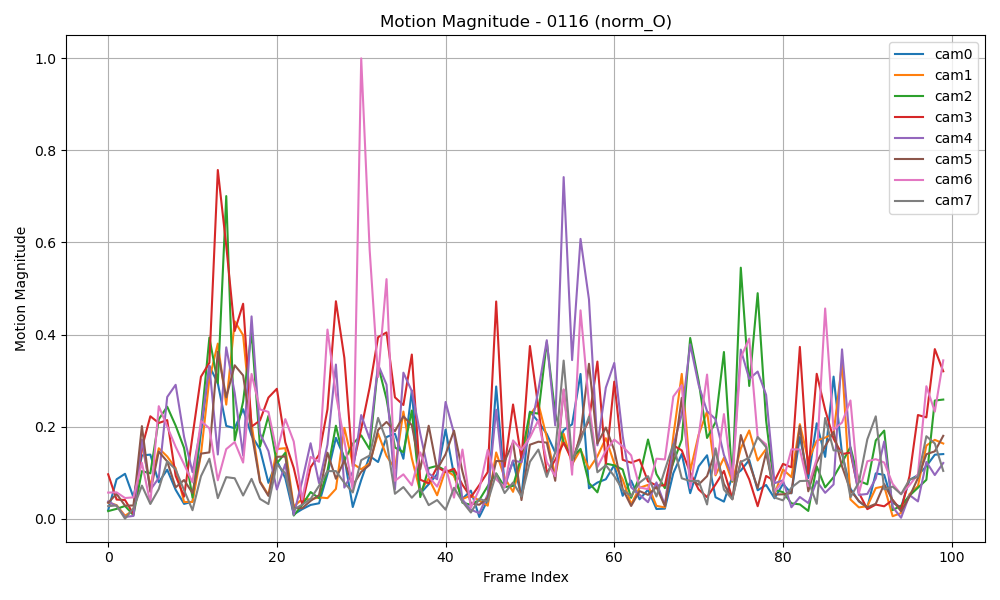 Motion Magnitude - 0116 (norm_O)
Motion Magnitude
1.0
0.8
0.6
0.4
0.2
0.0
0
20
40
60
80
100
Frame Index
cam0
cam1
cam2
cam3
cam4
cam5
cam6
cam7